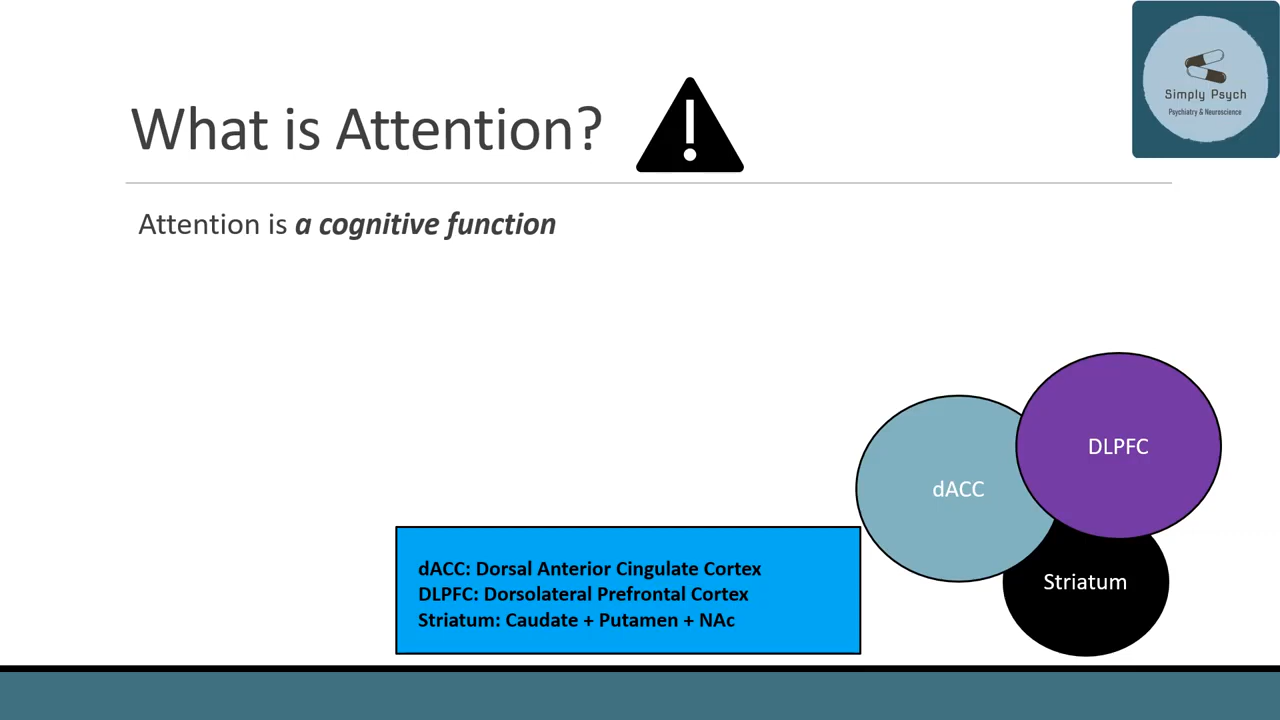 What is Attention?
Simply Psych
Psychiatry & Neuroscience
Attention is a cognitive function
DLPFC
dACC
Striatum
dACC: Dorsal Anterior Cingulate Cortex
DLPFC: Dorsolateral Prefrontal Cortex
Striatum: Caudate + Putamen + NAc